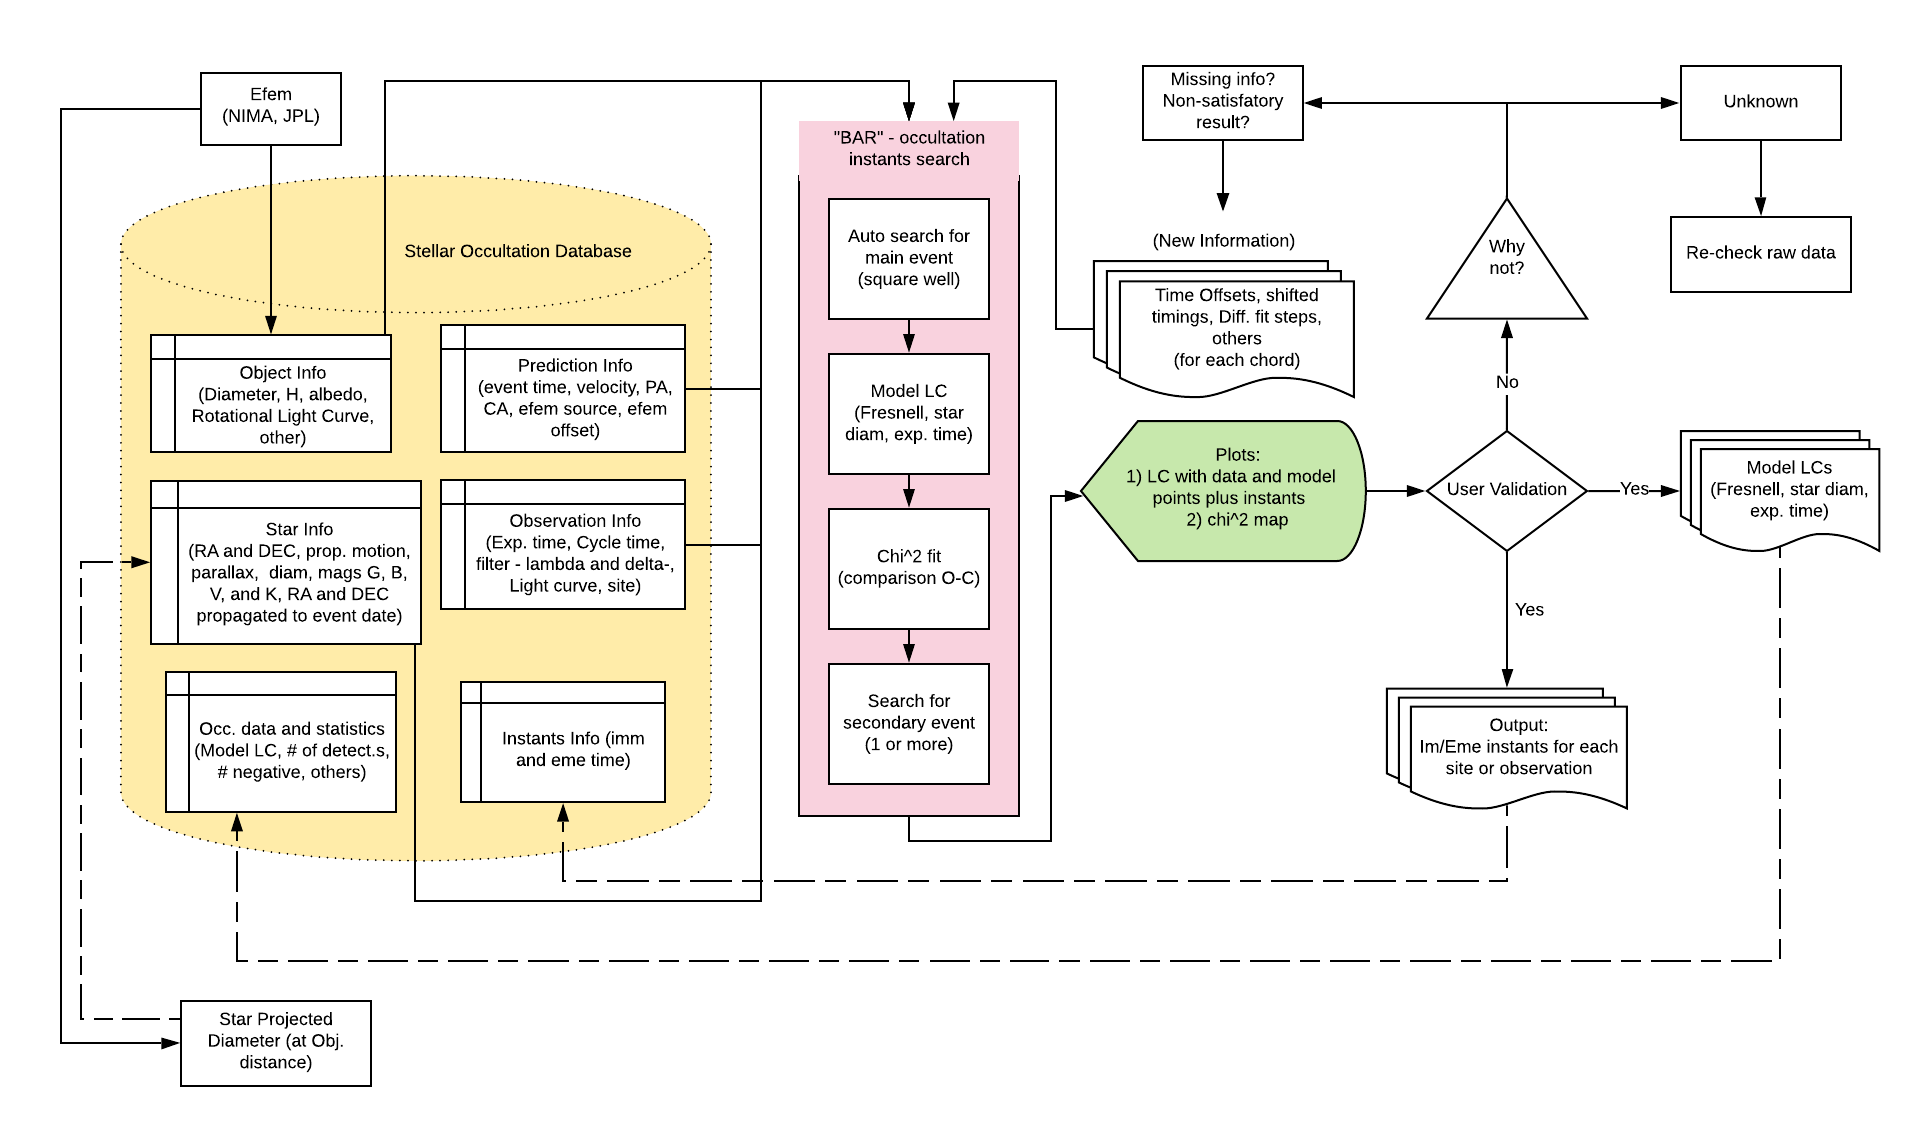 Efem
(NIMA, JPL)
Stellar Occultation Database
Object Info
(Diameter, H, albedo,
Rotational Light Curve,
other)
Prediction Info
(event time, velocity, PA,
CA, efem source, efem
offset)
Star Info
(RA and DEC, prop. motion,
parallax, diam, mags G, B,
V, and K, RA and DEC
propagated to event date)
Observation Info
(Exp. time, Cycle time,
filter - lambda and delta-,
Light curve, site)
Occ. data and statistics
(Model LC, # of detect.s,
# negative, others)
Instants Info (imm
and eme time)
Star Projected
Diameter (at Obj.
distance)
"BAR" - occultation
instants search
Auto search for
main event
(square well)
Model LC
(Fresnell, star
diam, exp. time)
Chi^2 fit
(comparison O-C)
Search for
secondary event
(1 or more)
Missing info?
Non-satisfatory
result?
(New Information)
Time Offsets, shifted
timings, Diff. fit steps,
others
(for each chord)
Plots:
1) LC with data and model
points plus instants
2) chi^2 map
Unknown
Re-check raw data
Why
not?
No
User Validation
Yes
Model LCs
(Fresnell, star diam,
exp. time)
Yes
Output:
Im/Eme instants for each
site or observation